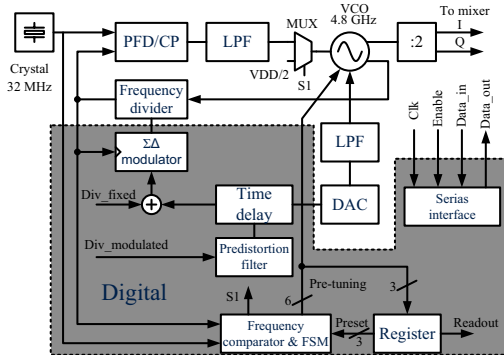 VCO
4.8 GHz
To mixer
MUX
I
Q
PFD/CP
LPF
:2
Crystal
32 MHz
VDD/2
S1
Frequency
divider
Clk
Enable
Data_in
Data_out
ΣΔ
modulator
LPF
Div_fixed
Time
delay
DAC
Serias
interface
Div_modulated
Predistortion
filter
Digital
S1
Pre-tuning
6
3
Frequency
comparator & FSM
Preset
3
Register
Readout